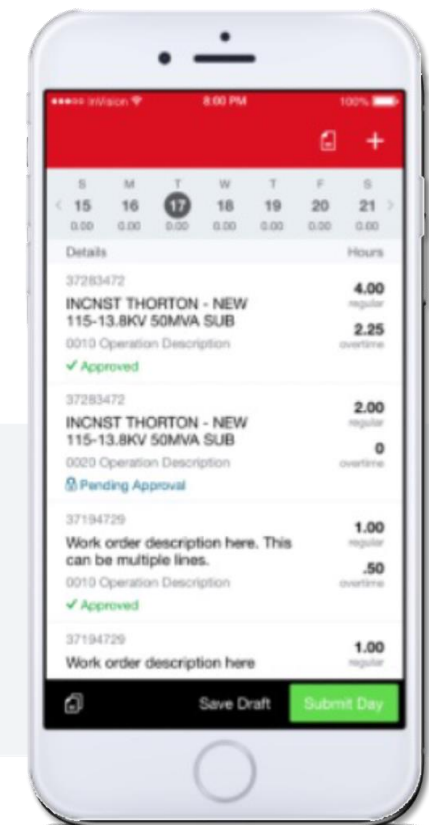 InVision 8:00 PM 100%
S M T W T F S
15 16 17 18 19 20 21
0.00 0.00 0.00 0.00 0.00 0.00 0.00
Details Hours
37283472
4.00
INCNST THORTON - NEW
regular
115-13.8KV 50MVA SUB
2.25
0010 Operation Description
overtime
Approved
37283472
2.00
INCNST THORTON - NEW
regular
115-13.8KV 50MVA SUB
0
0020 Operation Description
overtime
Pending Approval
37194729
1.00
Work order description here. This
regular
can be multiple lines.
.50
0010 Operation Description
overtime
Approved
37194729
1.00
Work order description here
regular
Save Draft Submit Day